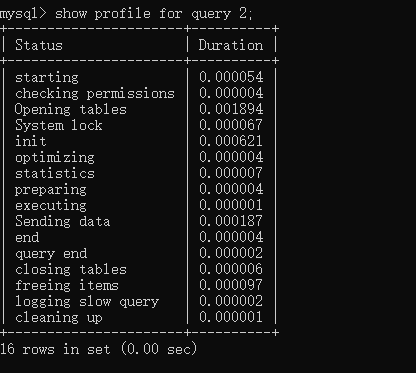 mysql> show profile for query 2;
+----------------------+----------+
| Status               | Duration |
+----------------------+----------+
| starting             | 0.000054 |
| checking permissions | 0.000004 |
| Opening tables       | 0.001894 |
| System lock          | 0.000067 |
| init                 | 0.000621 |
| optimizing           | 0.000004 |
| statistics           | 0.000007 |
| preparing            | 0.000004 |
| executing            | 0.000001 |
| Sending data         | 0.000187 |
| end                  | 0.000004 |
| query end            | 0.000002 |
| closing tables       | 0.000006 |
| freeing items        | 0.000097 |
| logging slow query   | 0.000002 |
| cleaning up          | 0.000001 |
+----------------------+----------+
16 rows in set (0.00 sec)